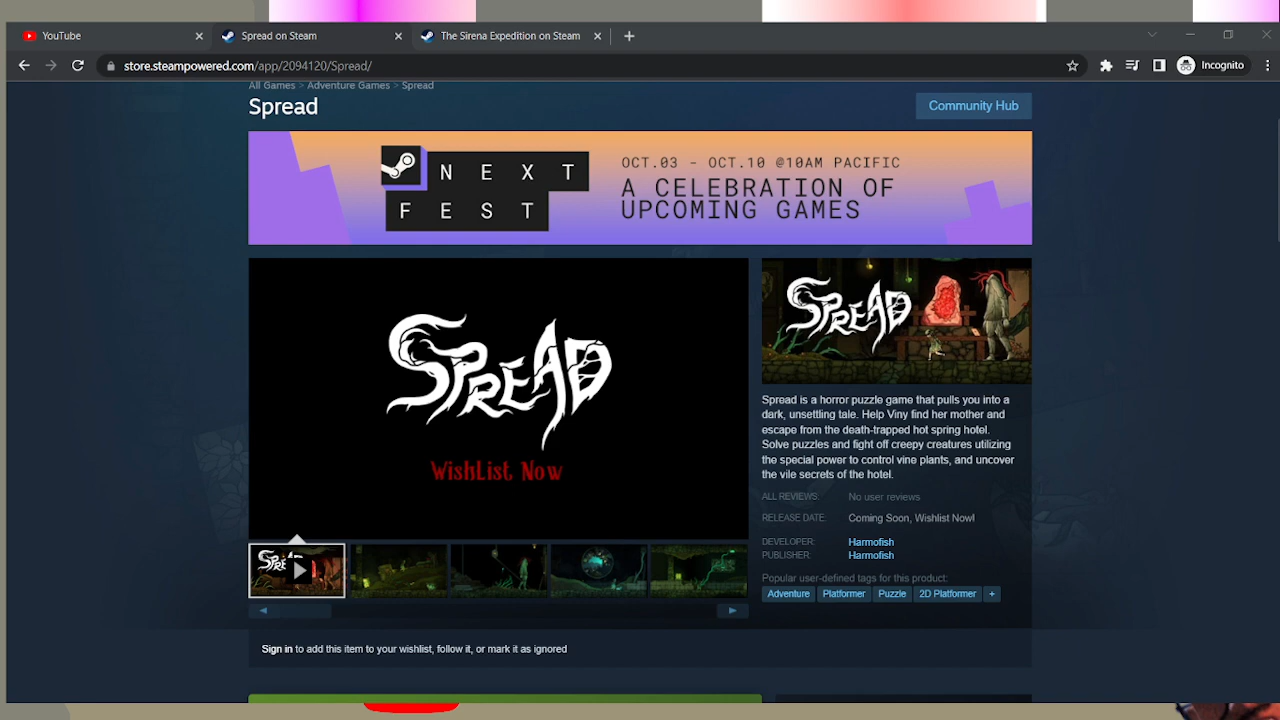 YouTube
Spread on Steam
The Sirena Expedition on Steam
store.steampowered.com/app/2094120/Spread/
Incognito
All Games > Adventure Games > Spread
Spread
Community Hub
NEXT
FEST
OCT.03 - OCT.10 @10AM PACIFIC
A CELEBRATION OF
UPCOMING GAMES
SPREAD
WishList Now
SPREAD
Spread is a horror puzzle game that pulls you into a
dark, unsettling tale. Help Viny find her mother and
escape from the death-trapped hot spring hotel.
Solve puzzles and fight off creepy creatures utilizing
the special power to control vine plants, and uncover
the vile secrets of the hotel.
ALL REVIEWS: No user reviews
RELEASE DATE: Coming Soon, Wishlist Now!
DEVELOPER: Harmofish
PUBLISHER: Harmofish
Popular user-defined tags for this product:
Adventure Platformer Puzzle 2D Platformer +
Sign in to add this item to your wishlist, follow it, or mark it as ignored